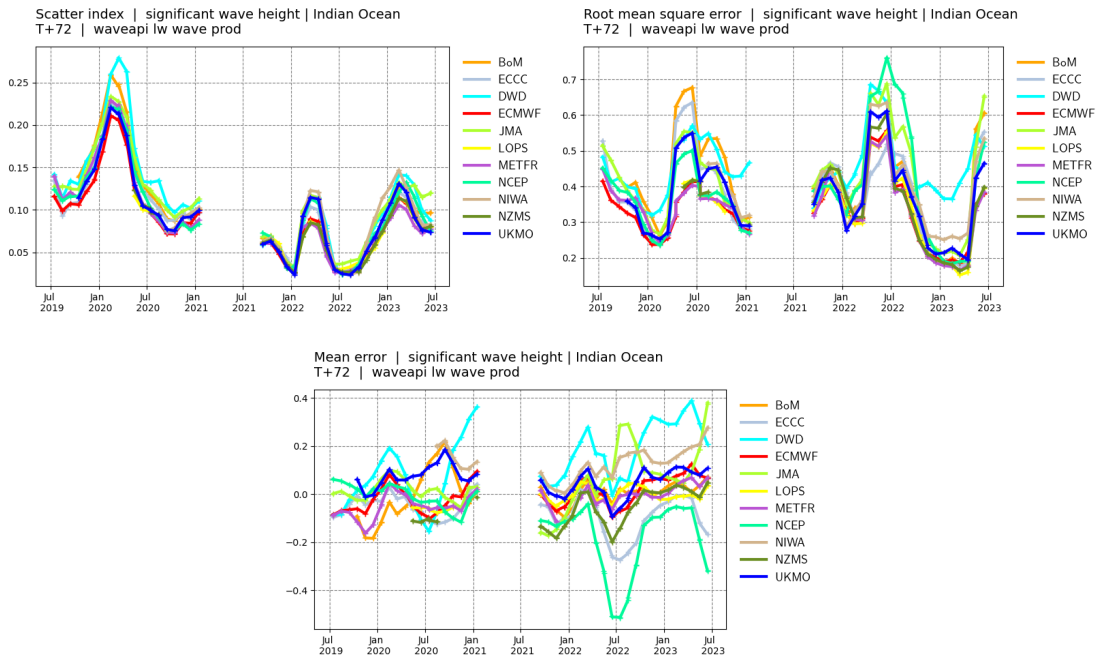 Scatter index | significant wave height | Indian Ocean
T+72 | waveapi lw wave prod
0.25
0.20
0.15
0.10
0.05
Jul 2019
Jan 2020
Jul 2020
Jan 2021
Jul 2021
Jan 2022
Jul 2022
Jan 2023
Jul 2023
BoM
ECCC
DWD
ECMWF
JMA
LOPS
METFR
NCEP
NIWA
NZMS
UKMO
Root mean square error | significant wave height | Indian Ocean
T+72 | waveapi lw wave prod
0.7
0.6
0.5
0.4
0.3
0.2
Jul 2019
Jan 2020
Jul 2020
Jan 2021
Jul 2021
Jan 2022
Jul 2022
Jan 2023
Jul 2023
BoM
ECCC
DWD
ECMWF
JMA
LOPS
METFR
NCEP
NIWA
NZMS
UKMO
Mean error | significant wave height | Indian Ocean
T+72 | waveapi lw wave prod
0.4
0.2
0.0
−0.2
−0.4
Jul 2019
Jan 2020
Jul 2020
Jan 2021
Jul 2021
Jan 2022
Jul 2022
Jan 2023
Jul 2023
BoM
ECCC
DWD
ECMWF
JMA
LOPS
METFR
NCEP
NIWA
NZMS
UKMO